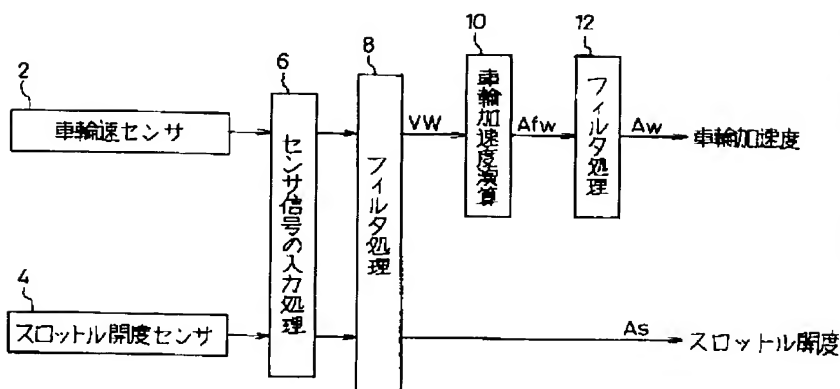 2
車輪速センサ
4
スロットル開度センサ
6
センサ信号の入力処理
8
フィルタ処理
VW
10
車輪加速度演算
Afw
12
フィルタ処理
Aw
車輪加速度
As
スロットル開度